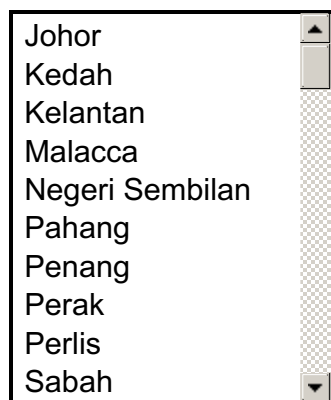 Johor
Kedah
Kelantan
Malacca
Negeri Sembilan
Pahang
Penang
Perak
Perlis
Sabah